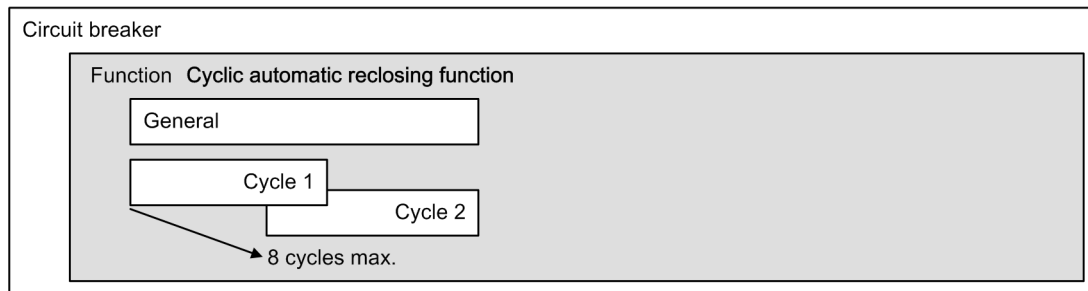 Circuit breaker
Function Cyclic automatic reclosing function
General
Cycle 1
Cycle 2
8 cycles max.